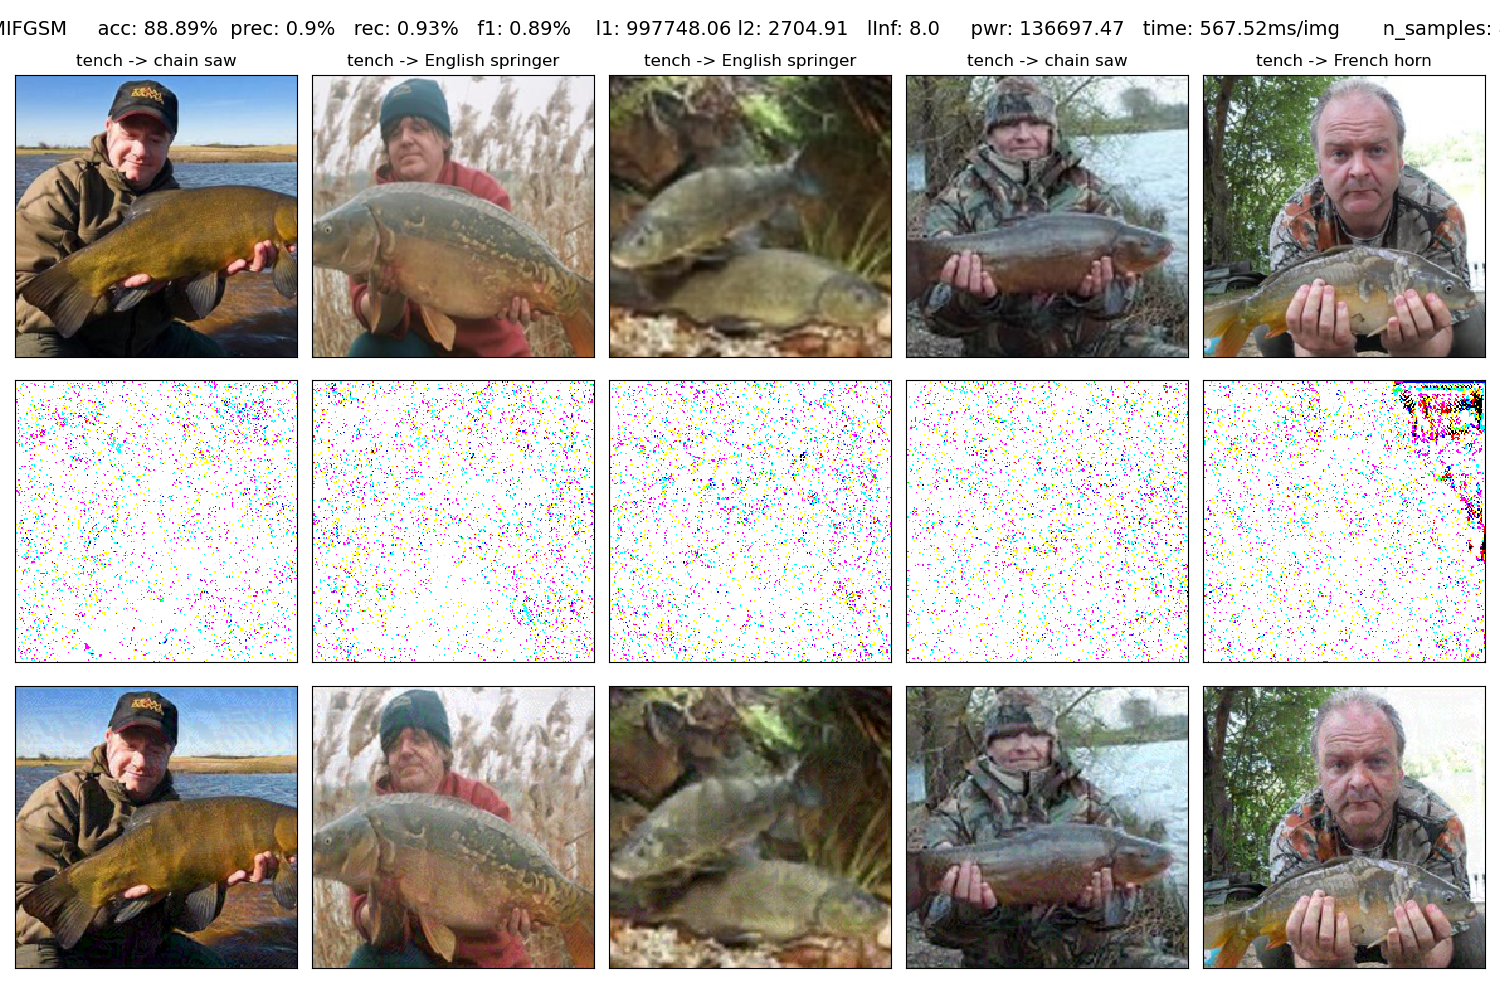 MIFGSM acc: 88.89% prec: 0.9% rec: 0.93% f1: 0.89% l1: 997748.06 l2: 2704.91 lInf: 8.0 pwr: 136697.47 time: 567.52ms/img n_samples:
tench -> chain saw
tench -> English springer
tench -> English springer
tench -> chain saw
tench -> French horn